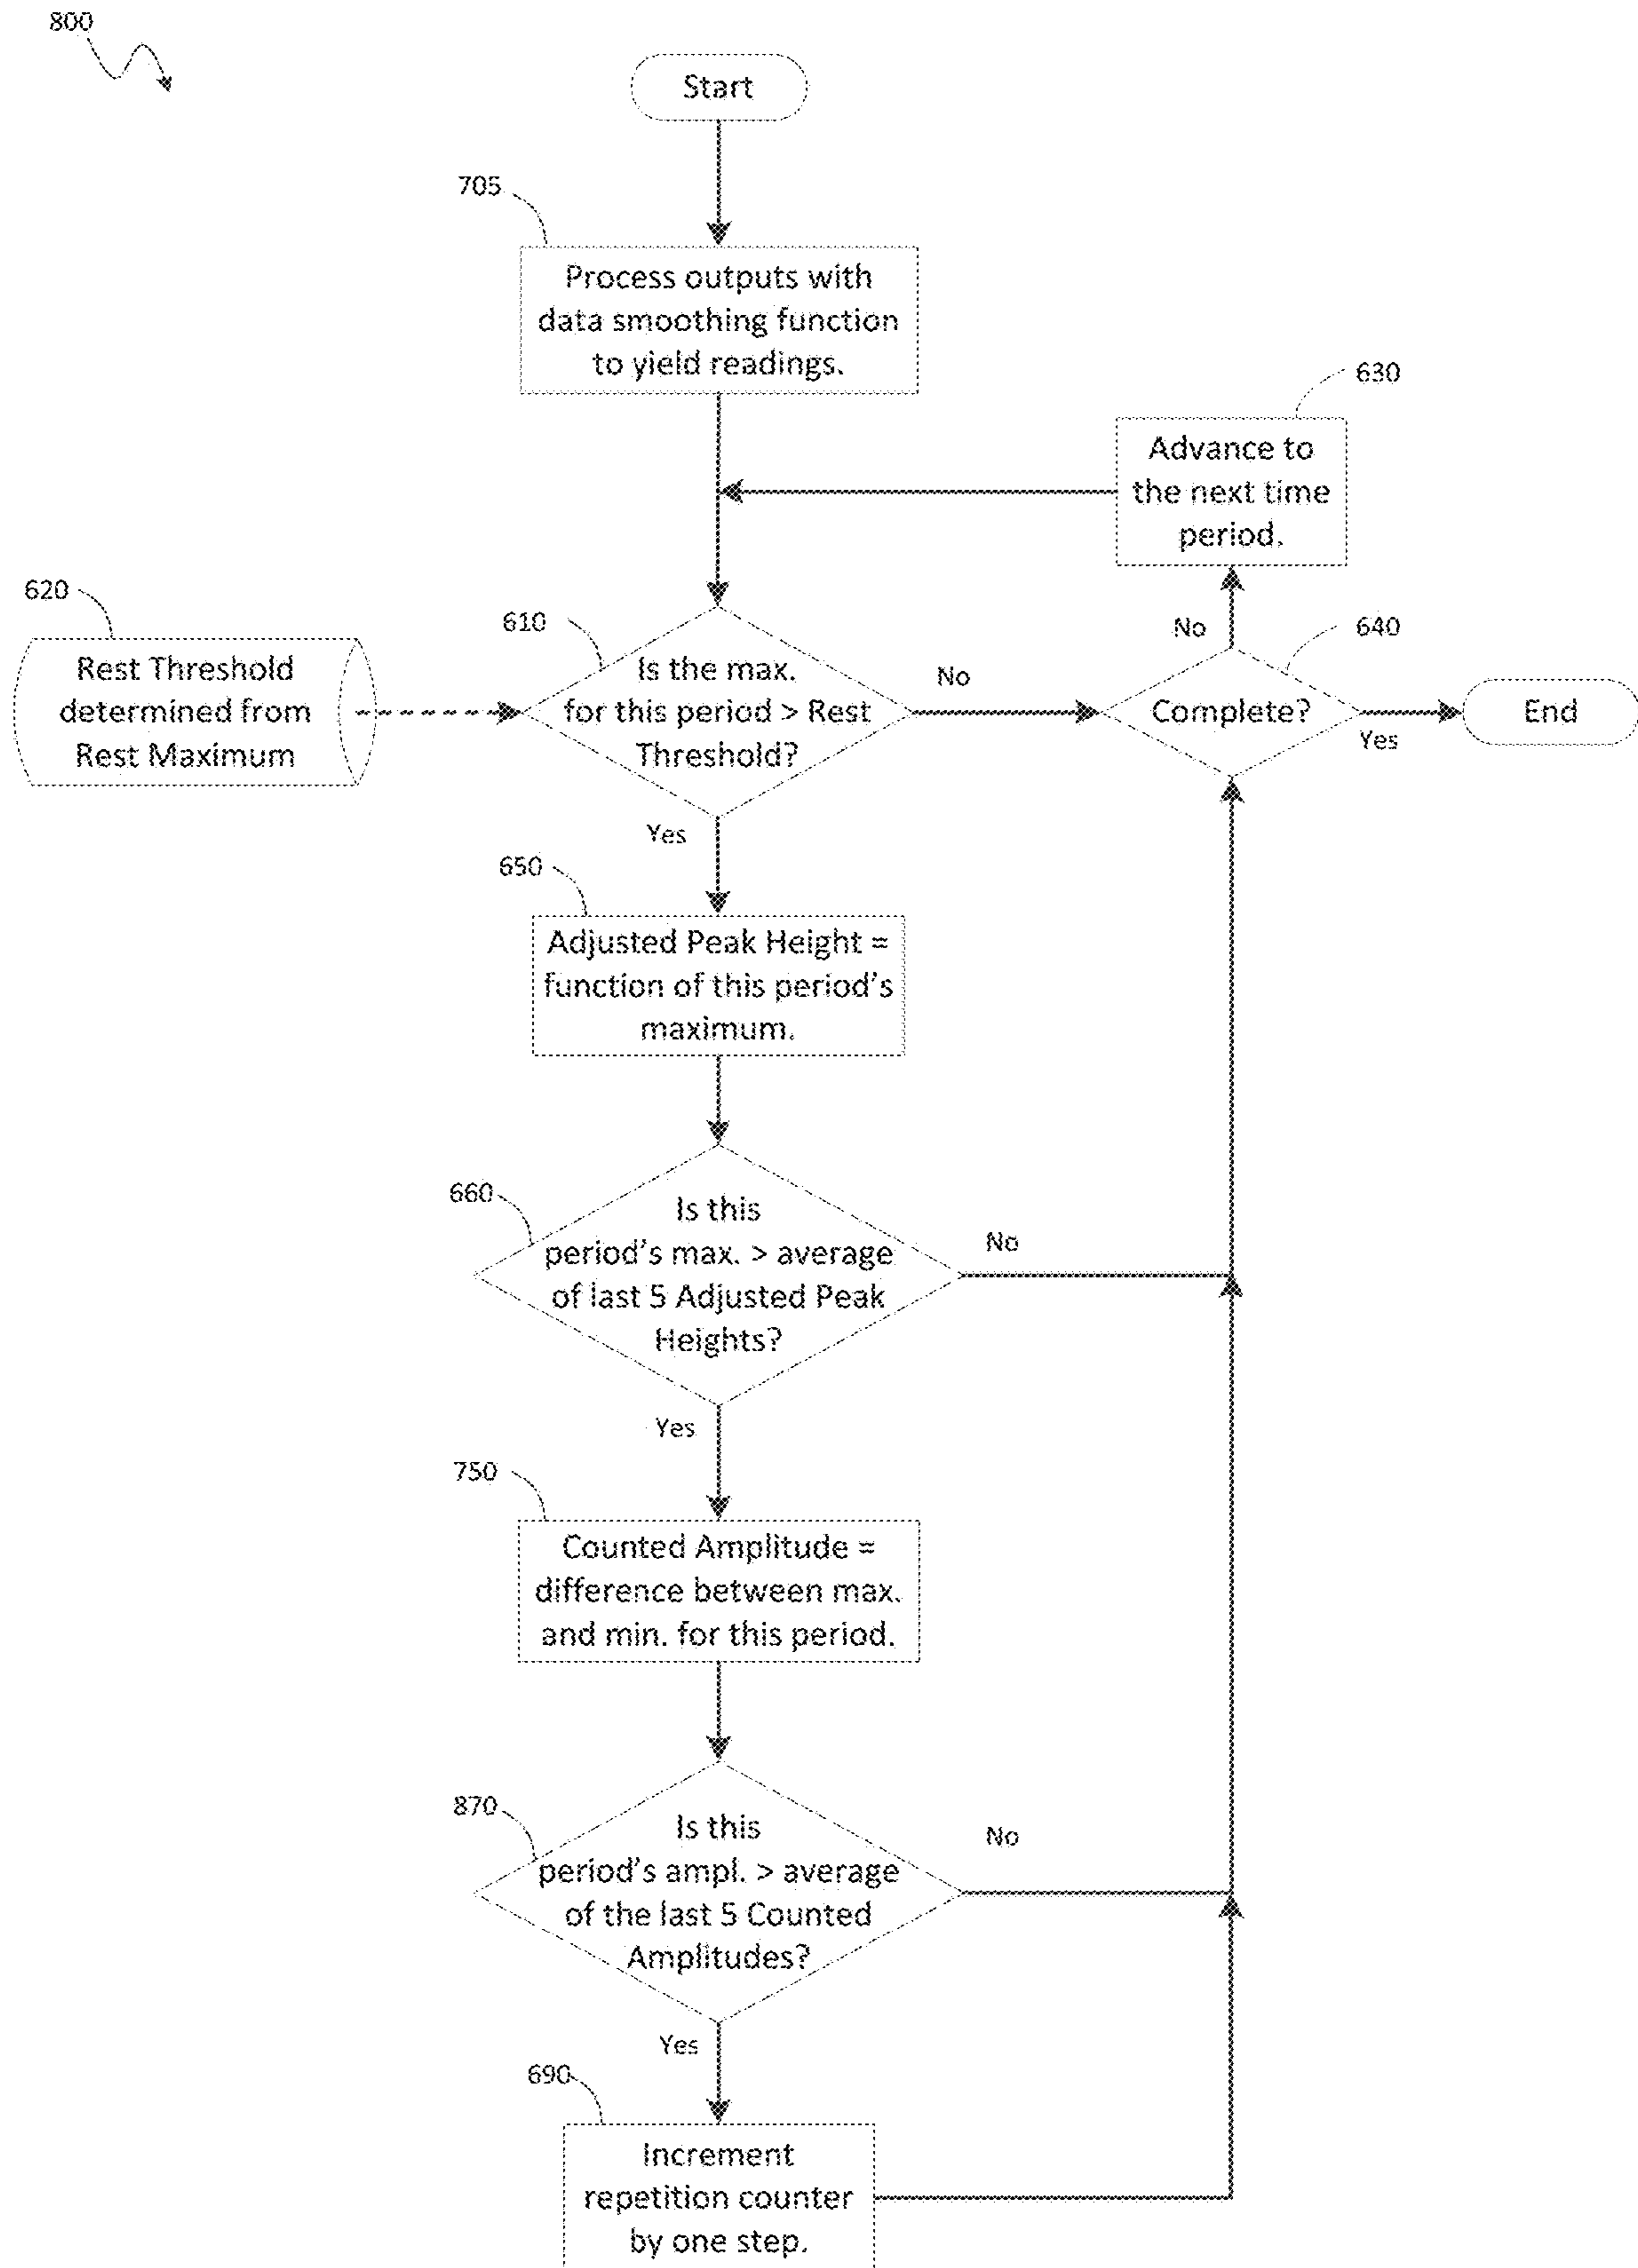 800
Start
705
Process outputs with
data smoothing function
to yield readings.
630
Advance to
the next time
period.
620
Rest Threshold
determined from
Rest Maximum
610
Is the max.
for this period > Rest
Threshold?
No
No
640
Complete?
Yes
End
Yes
650
Adjusted Peak Height =
function of this period's
maximum.
660
Is this
period's max. > average
of last 5 Adjusted Peak
Heights?
No
Yes
750
Counted Amplitude =
difference between max.
and min. for this period.
870
Is this
period's ampl. > average
of the last 5 Counted
Amplitudes?
No
Yes
690
Increment
repetition counter
by one step.